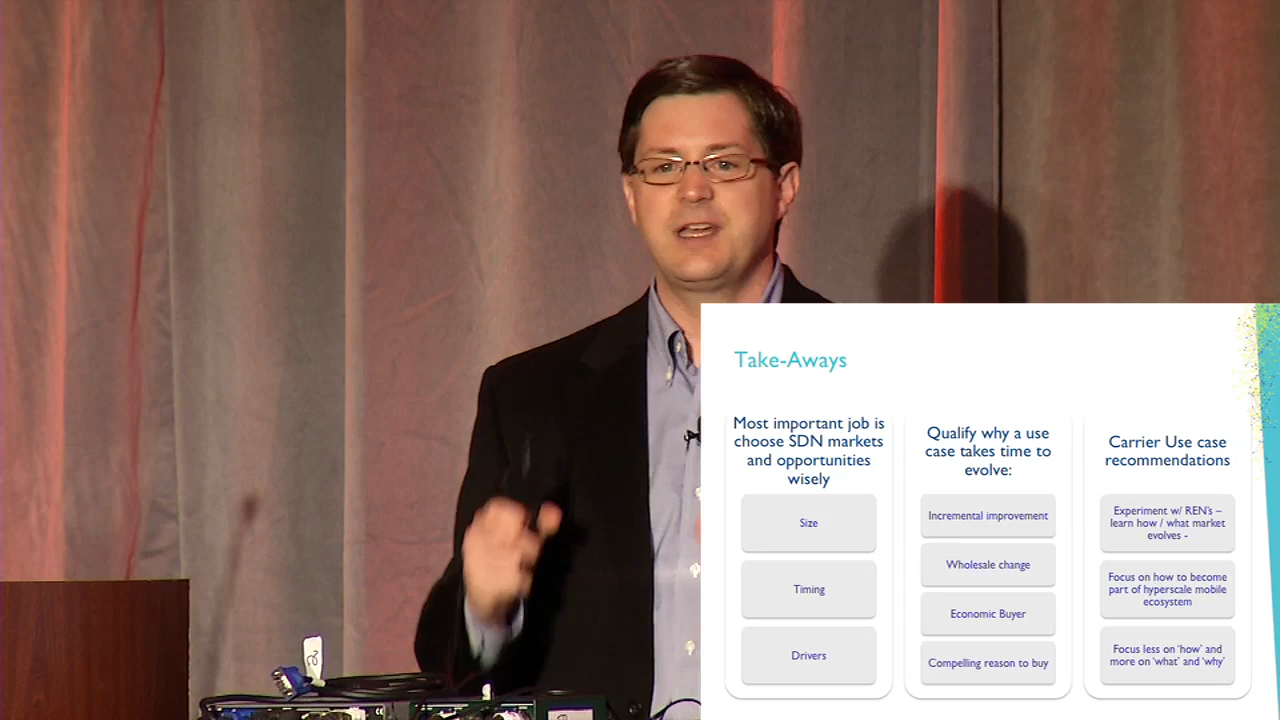 Take-Aways
Most important job is
choose SDN markets
and opportunities
wisely
Size
Timing
Drivers
Qualify why a use
case takes time to
evolve:
Incremental improvement
Wholesale change
Economic Buyer
Compelling reason to buy
Carrier Use case
recommendations
Experiment w/ REN's –
learn how / what market
evolves -
Focus on how to become
part of hyperscale mobile
ecosystem
Focus less on 'how' and
more on 'what' and 'why'
2